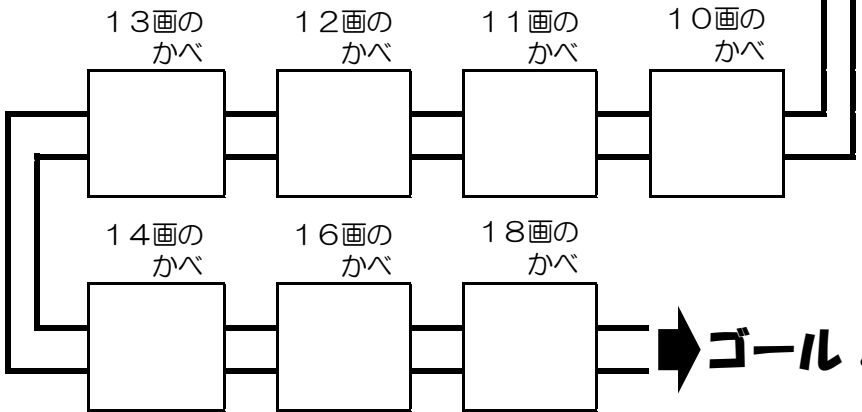 １３画の
かべ
１２画の
かべ
１１画の
かべ
１０画の
かべ
１４画の
かべ
１６画の
かべ
１８画の
かべ
ゴール